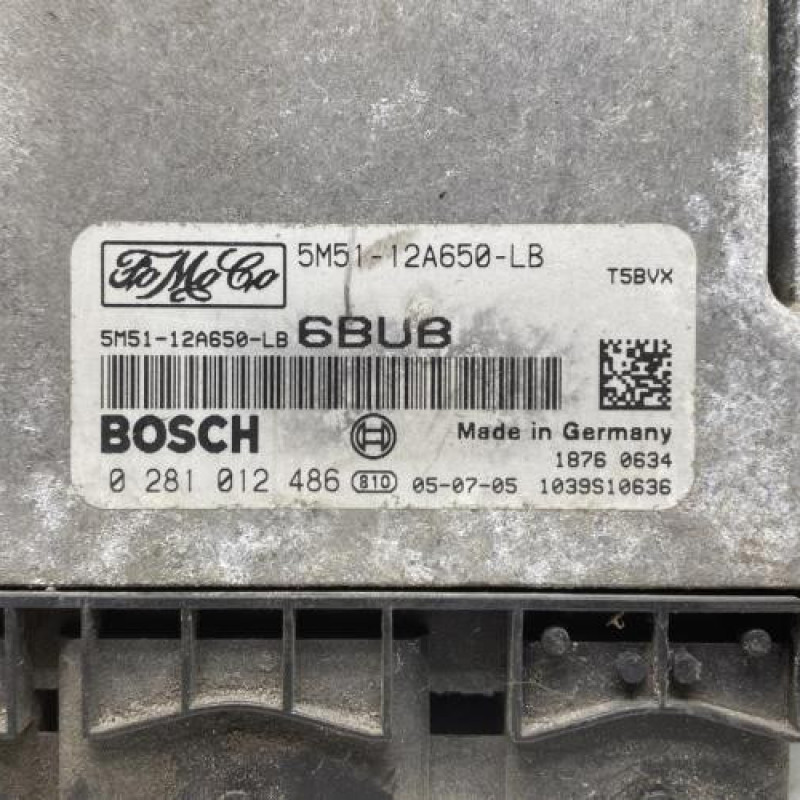 FoMoCo 5M51-12A650-LB
T5BVX
5M51-12A650-LB 6BUB
BOSCH
Made in Germany
1876 0634
0 281 012 486 810 05-07-05 1039S10636